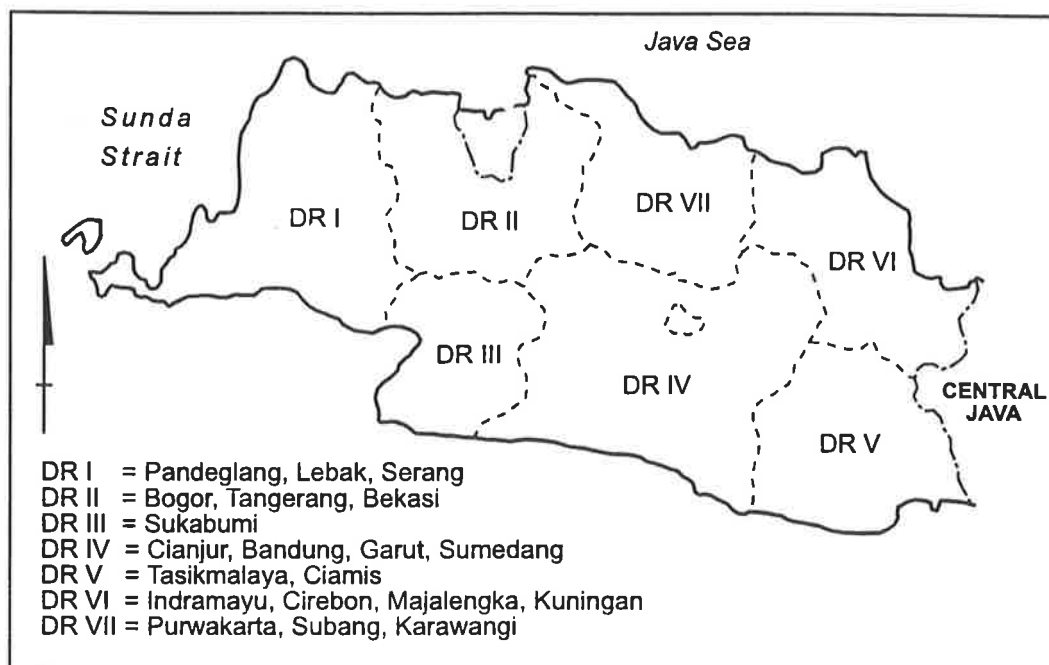 Java Sea
Sunda
Strait
DR I
DR II
DR VII
DR VI
DR III
DR IV
CENTRAL
JAVA
DR V
DR I = Pandeglang, Lebak, Serang
DR II = Bogor, Tangerang, Bekasi
DR III = Sukabumi
DR IV = Cianjur, Bandung, Garut, Sumedang
DR V = Tasikmalaya, Ciamis
DR VI = Indramayu, Cirebon, Majalengka, Kuningan
DR VII = Purwakarta, Subang, Karawangi